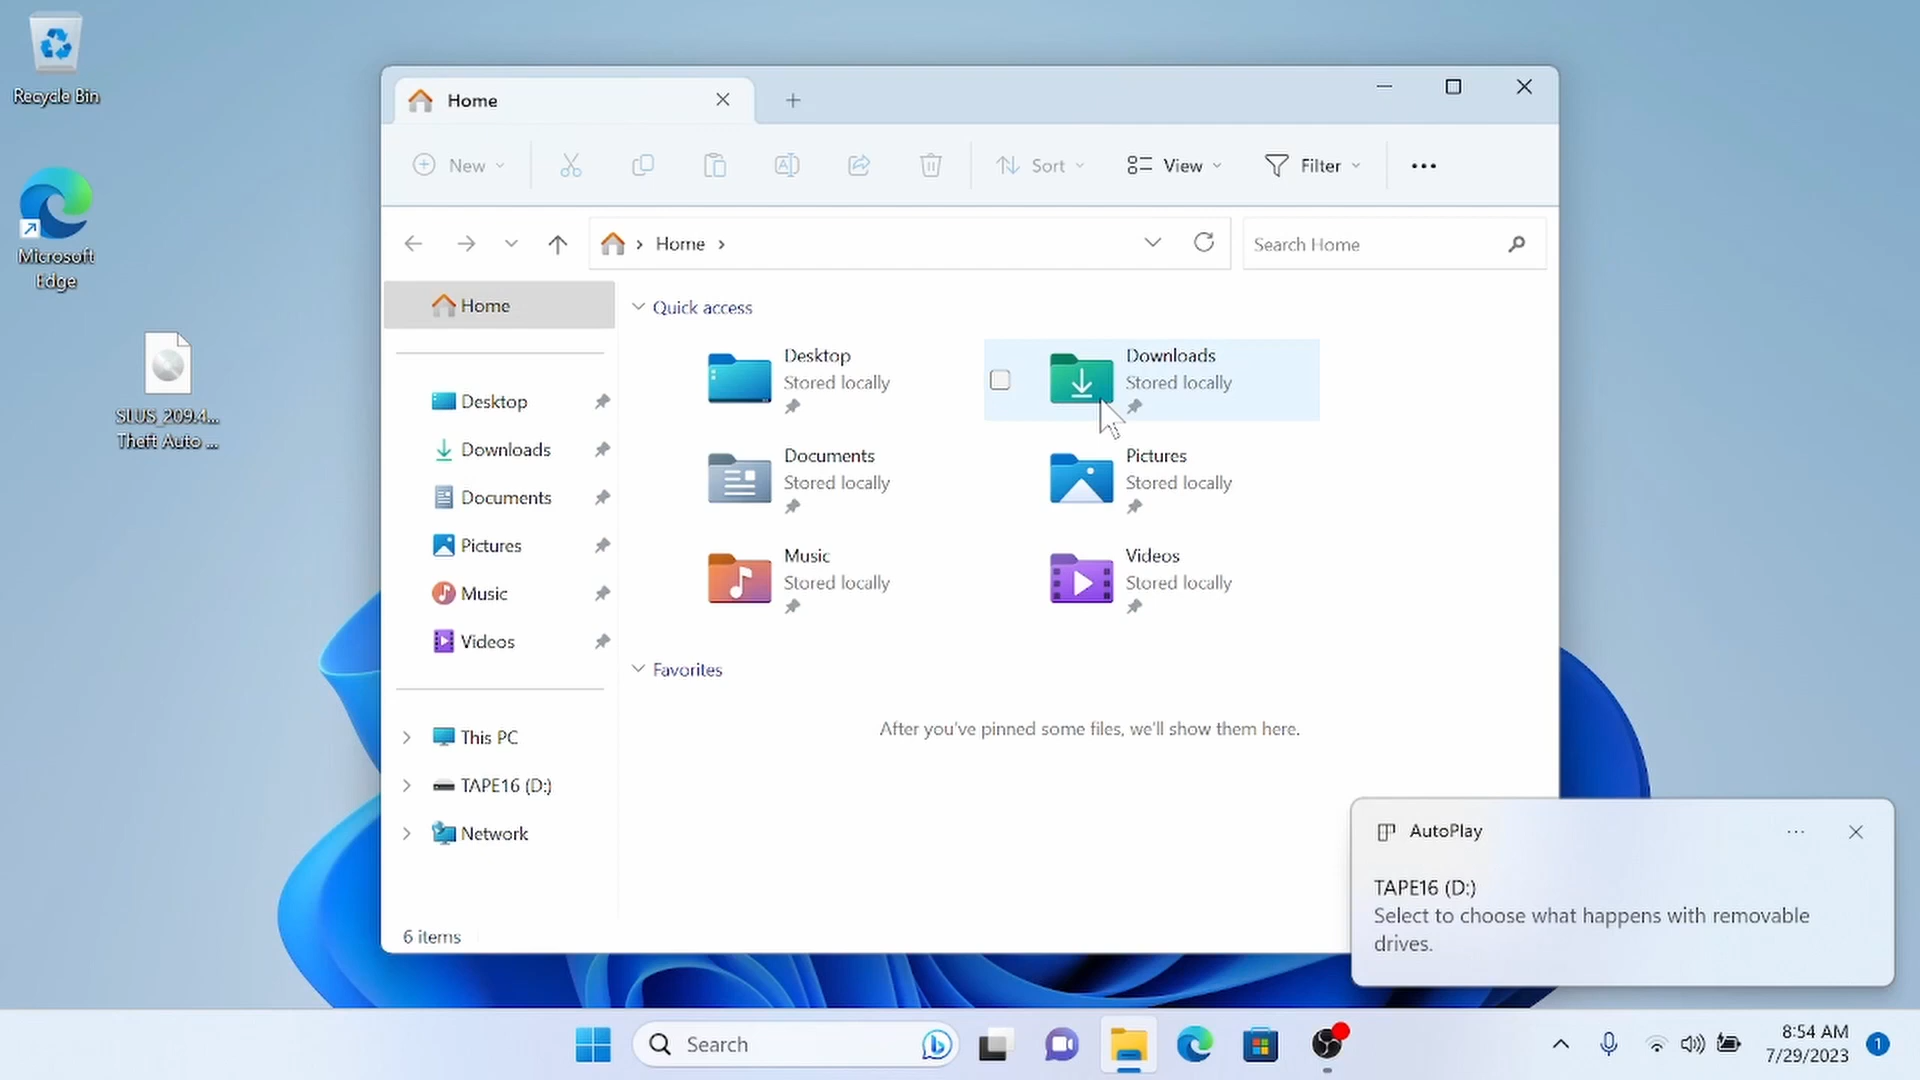 Recycle Bin
Microsoft
Edge
SLUS_209.4...
Theft Auto ...
Home
New
Sort
View
Filter
Home
Search Home
Home
Desktop
Downloads
Documents
Pictures
Music
Videos
This PC
TAPE16 (D:)
Network
Quick access
Desktop
Stored locally
Downloads
Stored locally
Documents
Stored locally
Pictures
Stored locally
Music
Stored locally
Videos
Stored locally
Favorites
After you've pinned some files, we'll show them here.
6 items
AutoPlay
TAPE16 (D:)
Select to choose what happens with removable
drives.
Search
8:54 AM
7/29/2023
1